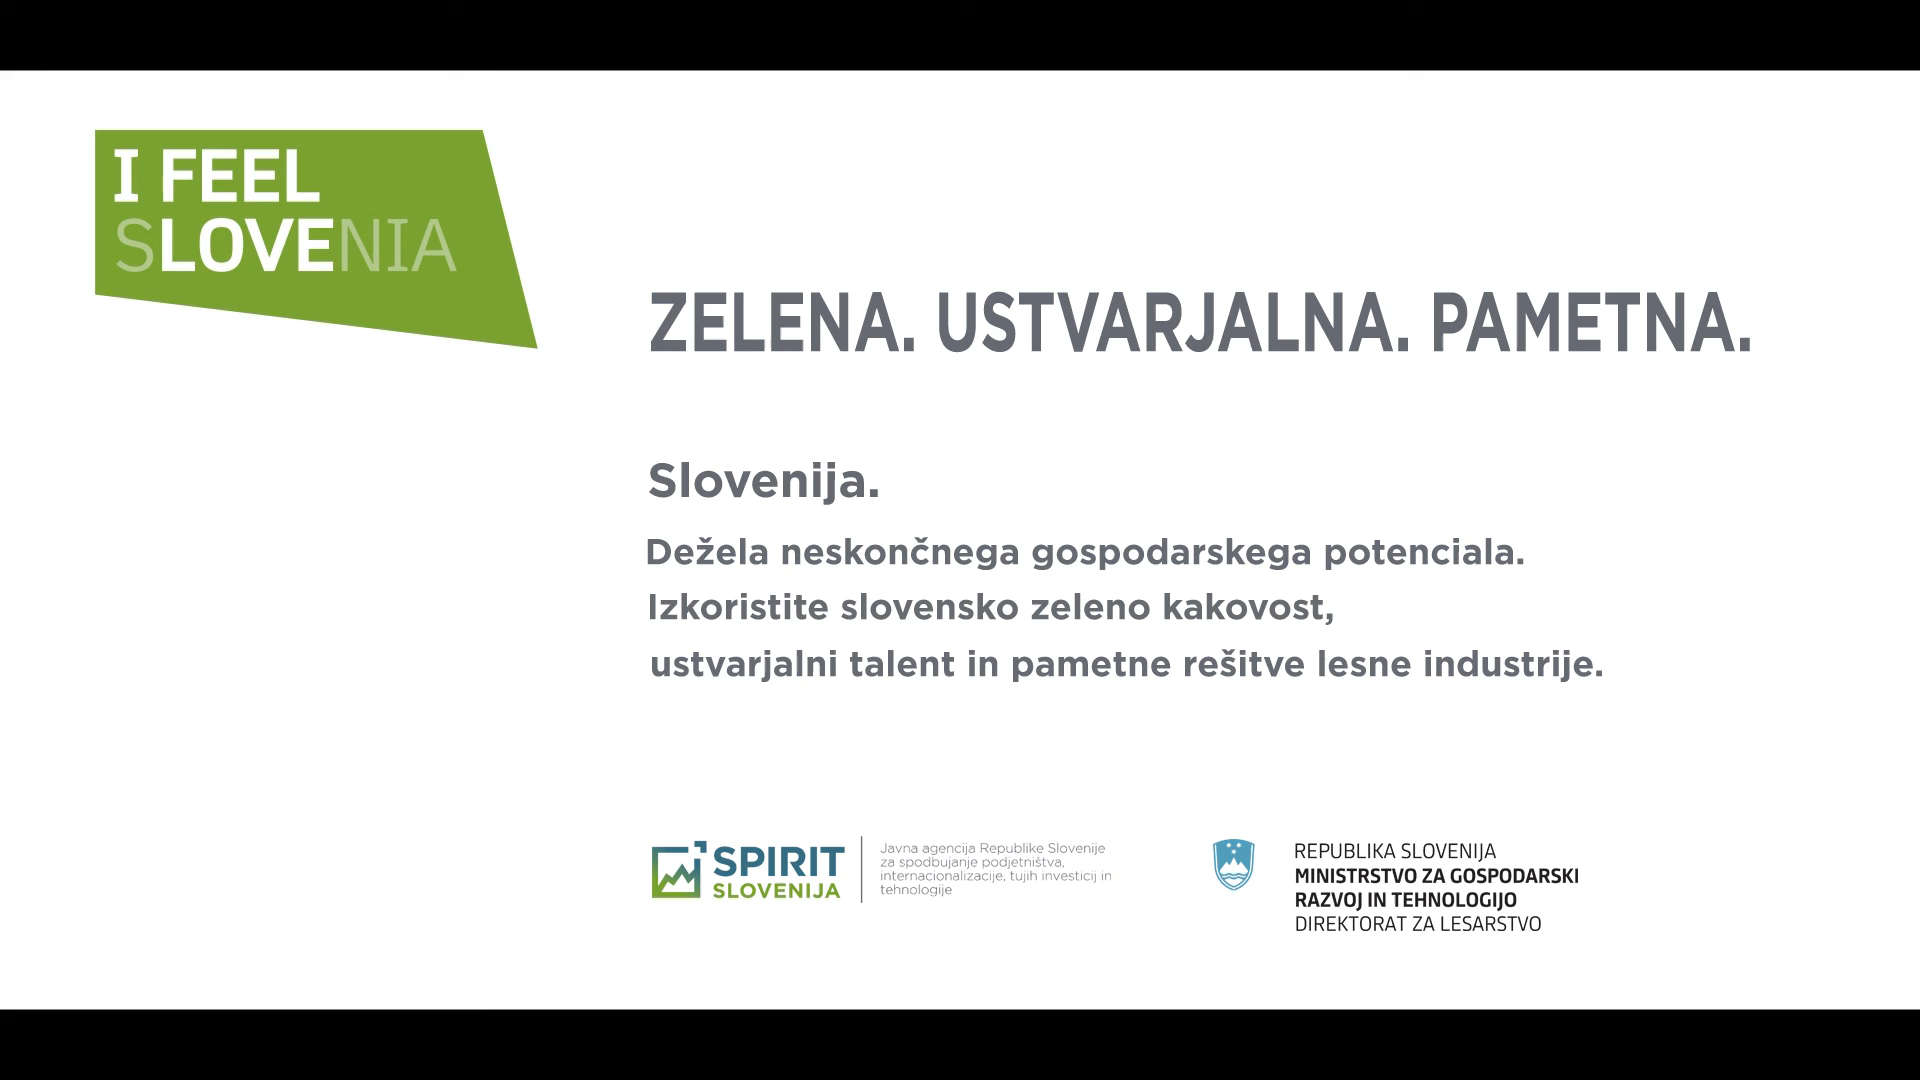 I FEEL
SLOVENIA
ZELENA. USTVARJALNA. PAMETNA.
Slovenija.
Dežela neskončnega gospodarskega potenciala.
Izkoristite slovensko zeleno kakovost,
ustvarjalni talent in pametne rešitve lesne industrije.
SPIRIT
SLOVENIJA
Javna agencija Republike Slovenije
za spodbujanje podjetništva,
internacionalizacije, tujih investicij in
tehnologije
REPUBLIKA SLOVENIJA
MINISTRSTVO ZA GOSPODARSKI
RAZVOJ IN TEHNOLOGIJO
DIREKTORAT ZA LESARSTVO